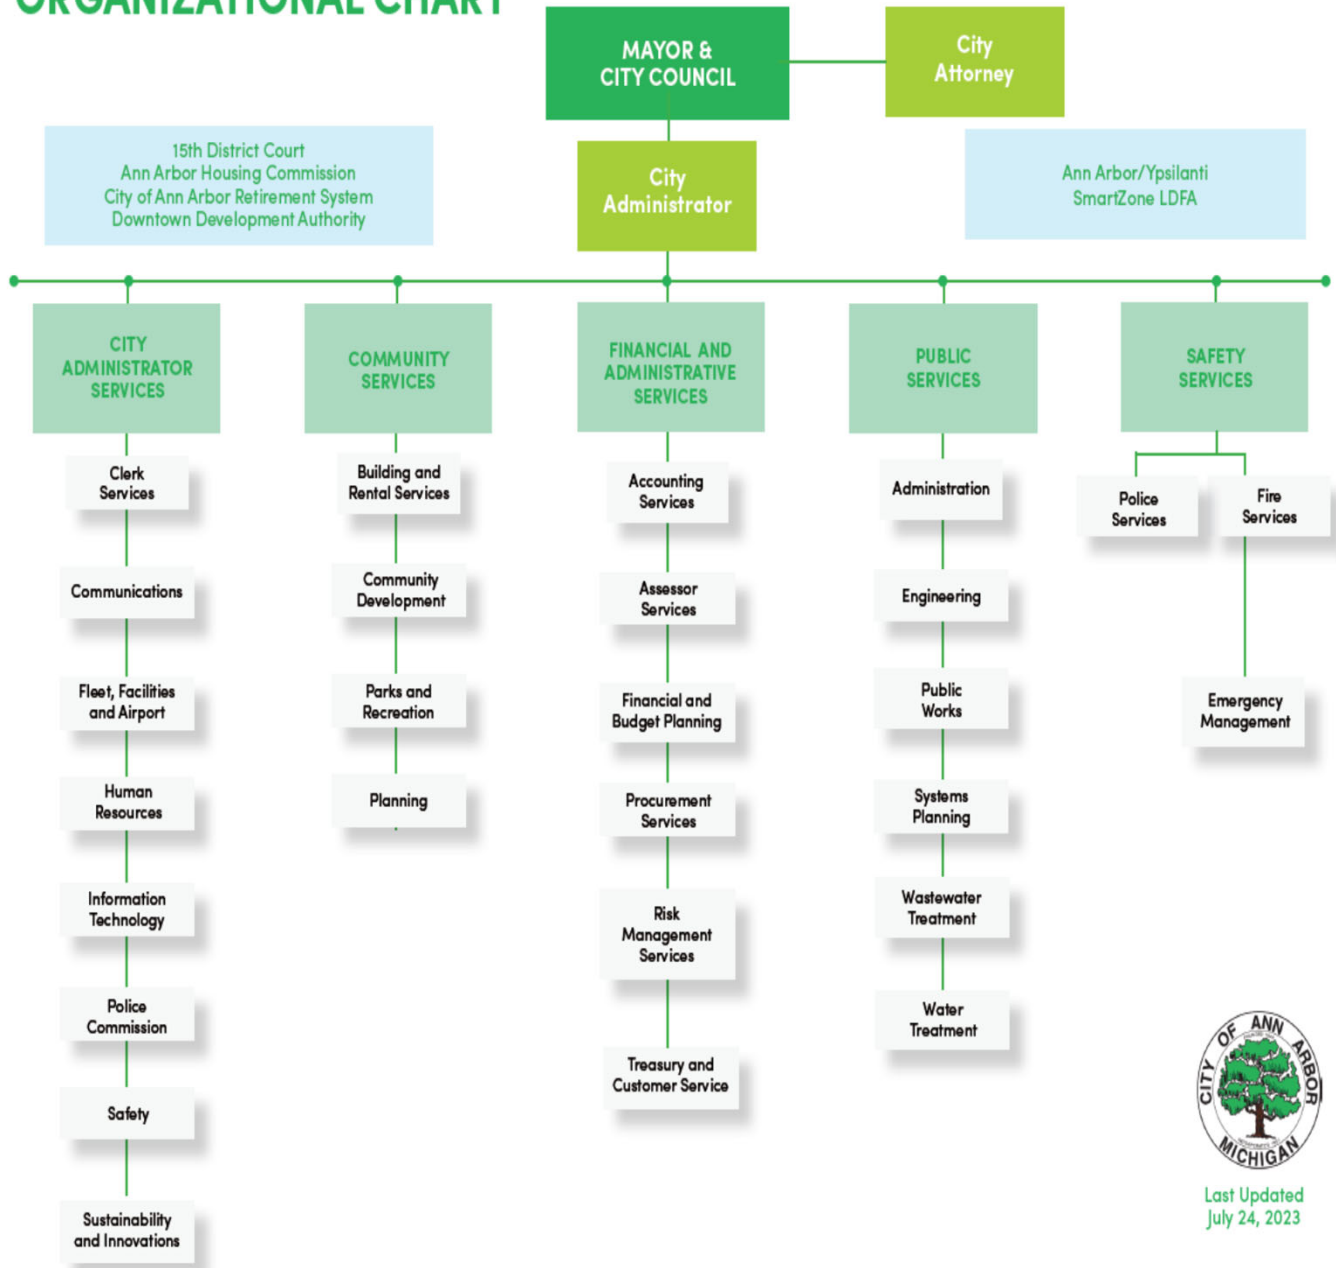 ORGANIZATIONAL CHART
MAYOR &
CITY COUNCIL
City
Attorney
15th District Court
Ann Arbor Housing Commission
City of Ann Arbor Retirement System
Downtown Development Authority
City
Administrator
Ann Arbor/Ypsilanti
SmartZone LDFA
CITY
ADMINISTRATOR
SERVICES
Clerk
Services
Communications
Fleet, Facilities
and Airport
Human
Resources
Information
Technology
Police
Commission
Safety
Sustainability
and Innovations
COMMUNITY
SERVICES
Building and
Rental Services
Community
Development
Parks and
Recreation
Planning
FINANCIAL AND
ADMINISTRATIVE
SERVICES
Accounting
Services
Assessor
Services
Financial and
Budget Planning
Procurement
Services
Risk
Management
Services
Treasury and
Customer Service
PUBLIC
SERVICES
Administration
Engineering
Public
Works
Systems
Planning
Wastewater
Treatment
Water
Treatment
SAFETY
SERVICES
Police
Services
Fire
Services
Emergency
Management
CITY OF ANN ARBOR
MICHIGAN
Last Updated
July 24, 2023